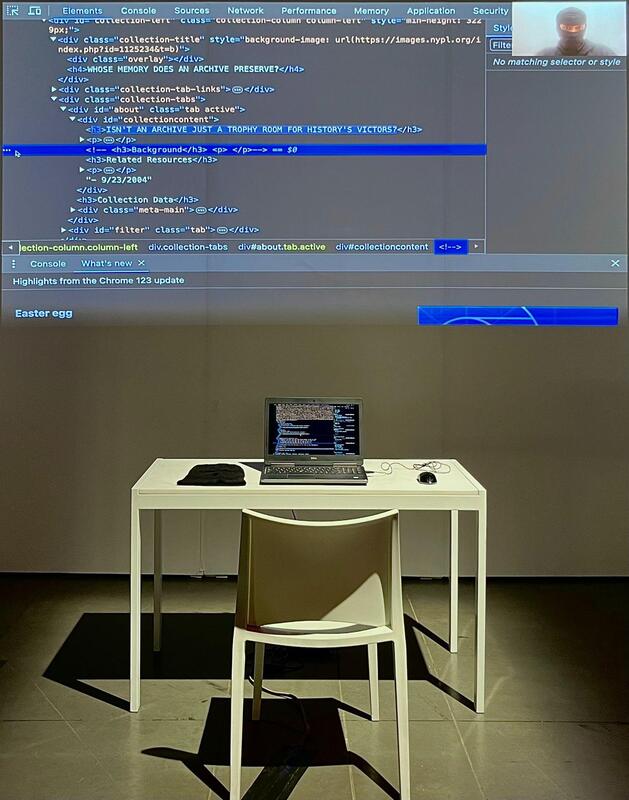 Elements Console Sources Network Performance Memory Application Security
<div id="collection-left" class="collection-column column-left" style="min-height: 322
9px;">
<div class="collection-title" style="background-image: url(https://images.nypl.org/i
ndex.php?id=1125234&t=b)">
<div class="overlay"></div>
<h4>WHOSE MEMORY DOES AN ARCHIVE PRESERVE?</h4>
</div>
<div class="collection-tab-links"></div>
<div class="collection-tabs">
<div id="about" class="tab active">
<div id="collectioncontent">
<h3>ISN'T AN ARCHIVE JUST A TROPHY ROOM FOR HISTORY'S VICTORS?</h3>
<p></p>
<!-- <h3>Background</h3> <p> </p>--> == $0
<h3>Related Resources</h3>
<p></p>
"— 9/23/2004"
</div>
<h3>Collection Data</h3>
<div class="meta-main"></div>
</div>
<div id="filter" class="tab"></div>
Style
Filter
No matching selector or style
lection-column.column-left div.collection-tabs div#about.tab.active div#collectioncontent <!-->
Console What's new
Highlights from the Chrome 123 update
Easter egg
DELL